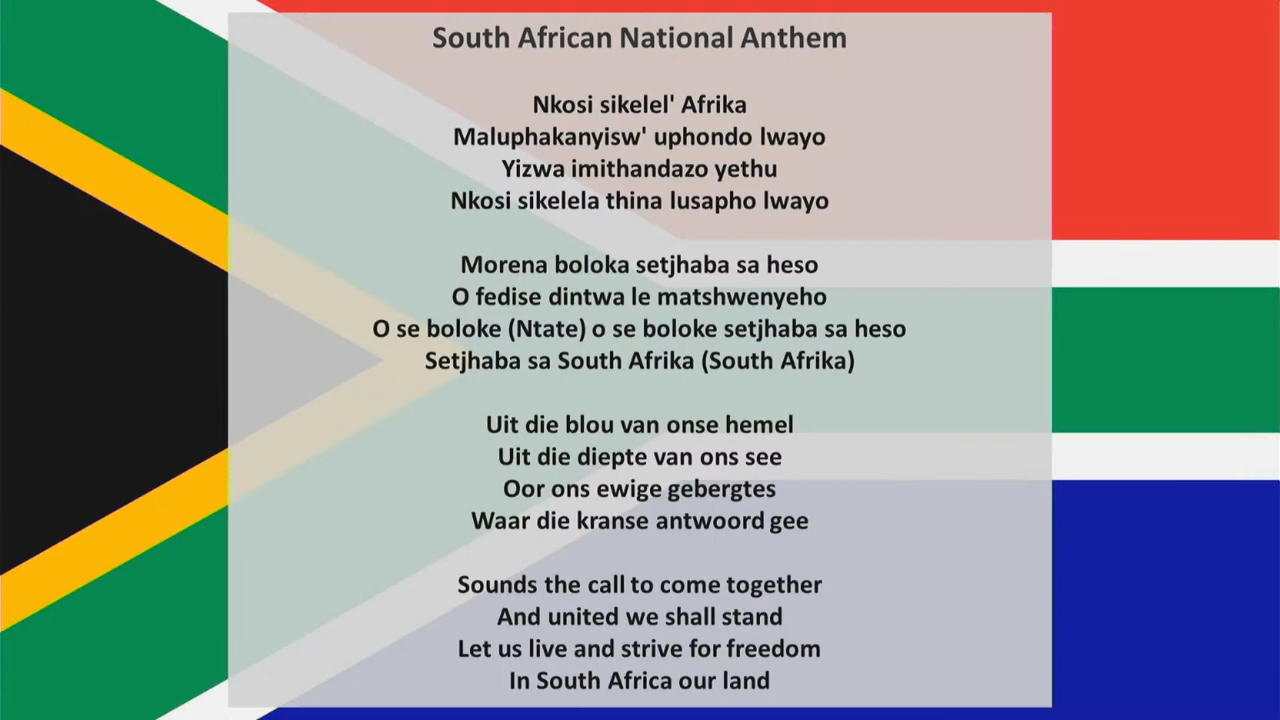 South African National Anthem
Nkosi sikelel' Afrika
Maluphakanyisw' uphondo lwayo
Yizwa imithandazo yethu
Nkosi sikelela thina lusapho lwayo
Morena boloka setjhaba sa heso
O fedise dintwa le matshwenyeho
O se boloke (Ntate) o se boloke setjhaba sa heso
Setjhaba sa South Afrika (South Afrika)
Uit die blou van onse hemel
Uit die diepte van ons see
Oor ons ewige gebergtes
Waar die kranse antwoord gee
Sounds the call to come together
And united we shall stand
Let us live and strive for freedom
In South Africa our land